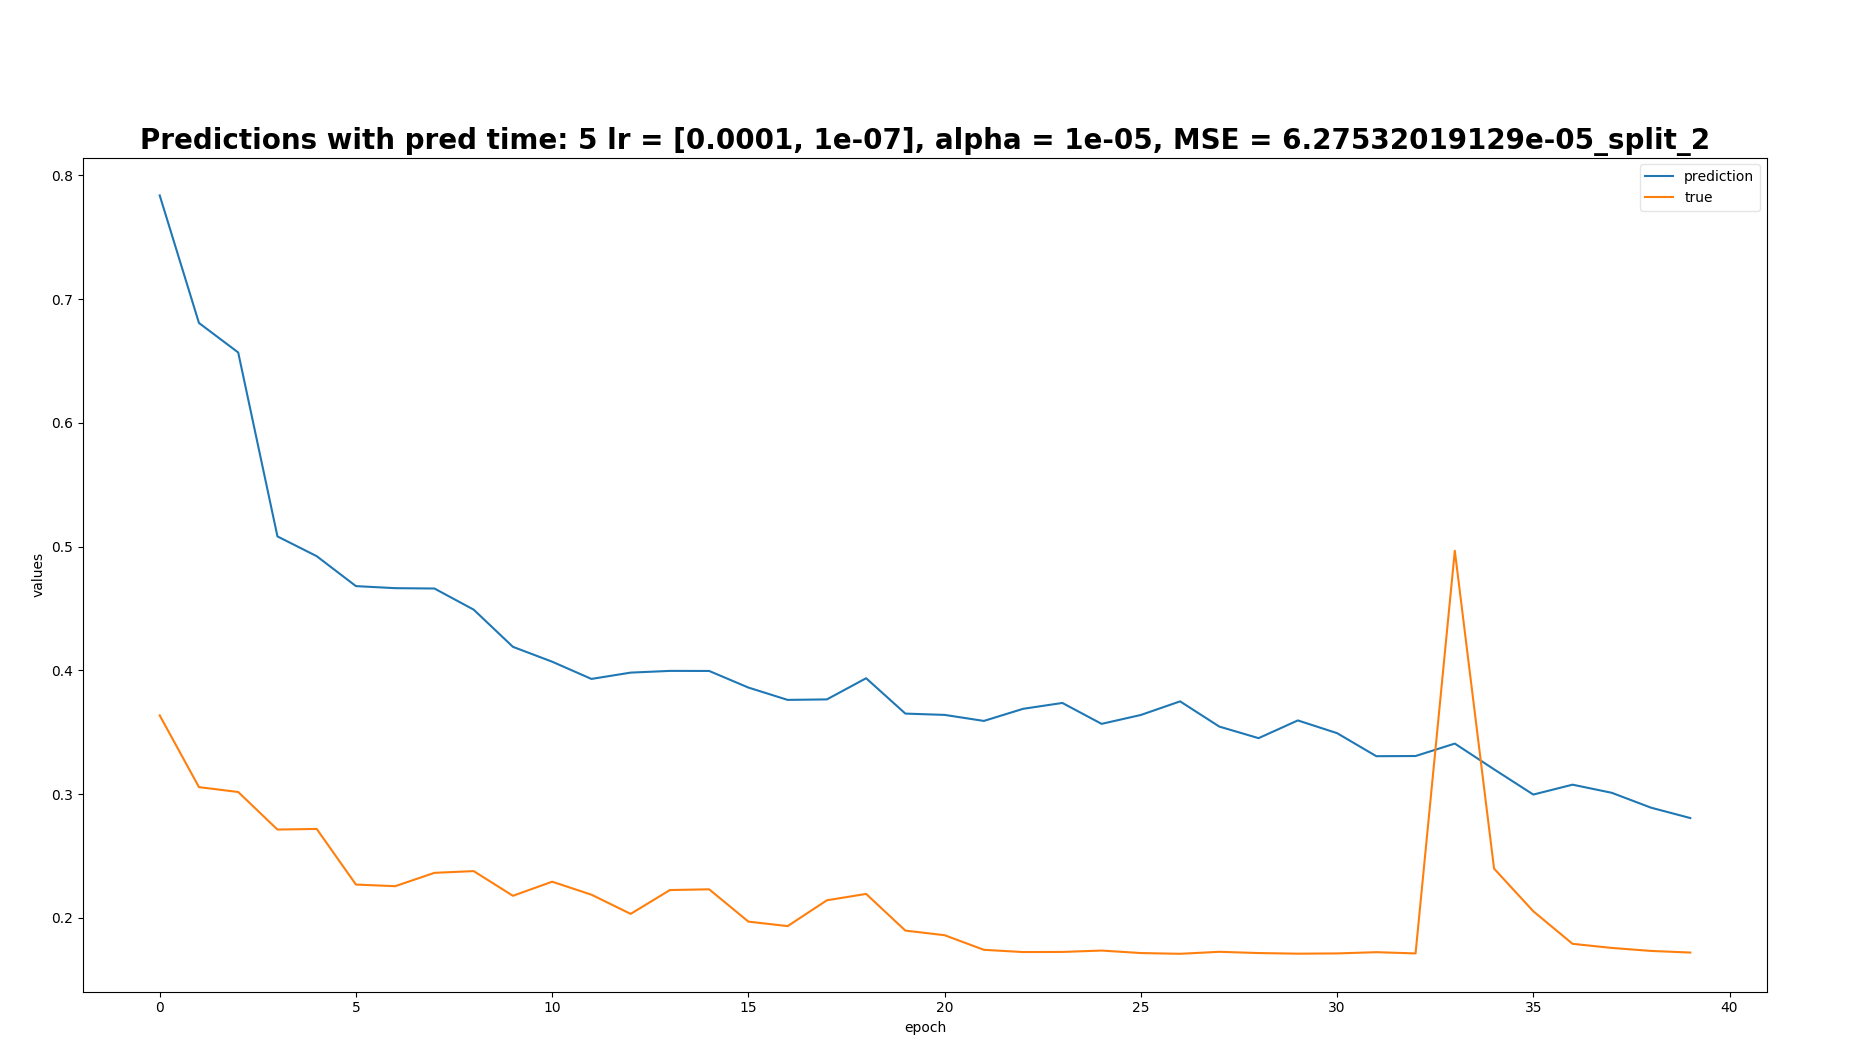 Predictions with pred time: 5 lr = [0.0001, 1e-07], alpha = 1e-05, MSE = 6.27532019129e-05_split_2
prediction
true
0.8
0.7
0.6
0.5
0.4
0.3
0.2
values
0 5 10 15 20 25 30 35 40
epoch